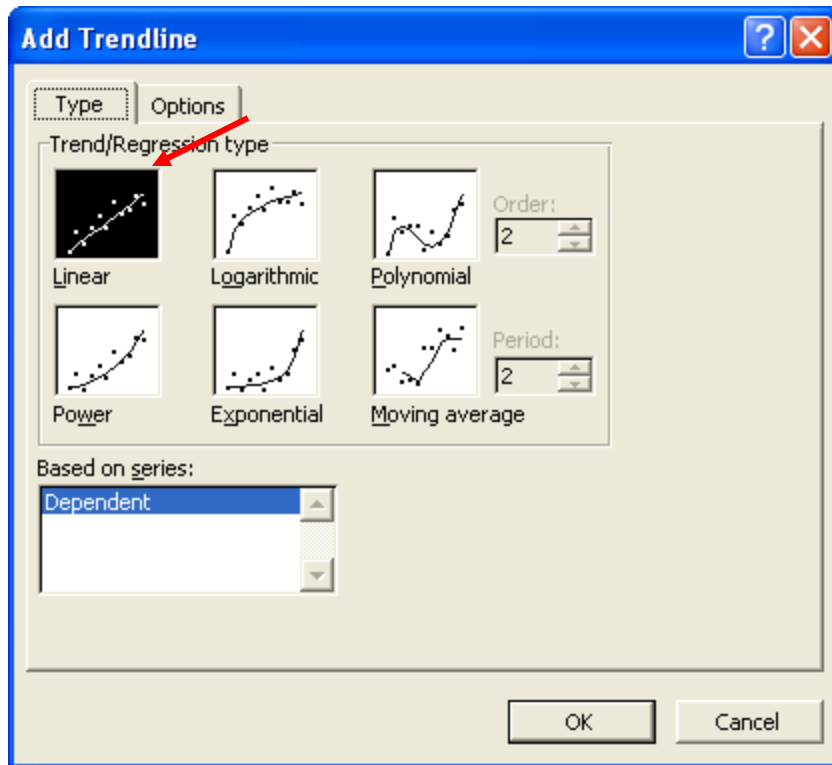 Add Trendline
?
Type Options
Trend/Regression type
Order:
2
Linear Logarithmic Polynomial
Period:
2
Power Exponential Moving average
Based on series:
Dependent
OK Cancel